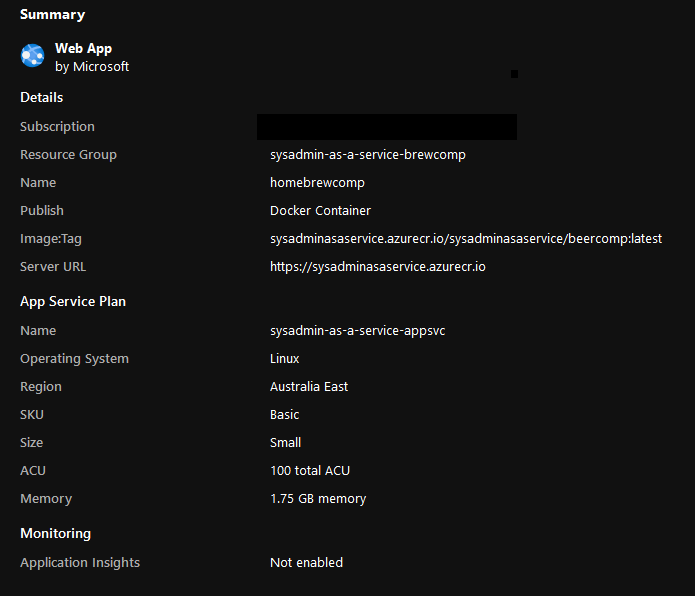 Summary
Web App
by Microsoft
Details
Subscription
Resource Group sysadmin-as-a-service-brewcomp
Name homebrewcomp
Publish Docker Container
Image:Tag sysadminasaservice.azurecr.io/sysadminasaservice/beercomp:latest
Server URL https://sysadminasaservice.azurecr.io
App Service Plan
Name sysadmin-as-a-service-appsvc
Operating System Linux
Region Australia East
SKU Basic
Size Small
ACU 100 total ACU
Memory 1.75 GB memory
Monitoring
Application Insights Not enabled